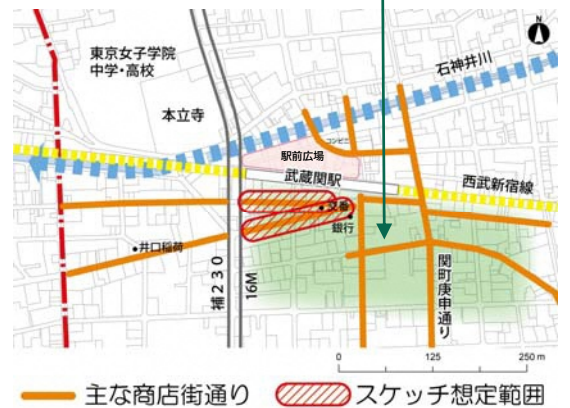 N
東京女子学院
中学・高校
石神井川
本立寺
コンビニ
駅前広場
武蔵関駅
西武新宿線
交番
銀行
井口稲荷
補230
16M
関町庚申通り
0 125 250 m
主な商店街通り
スケッチ想定範囲